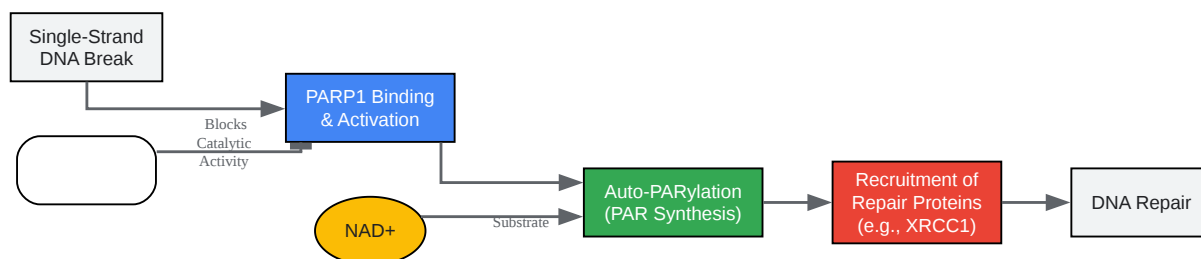 Single-Strand
DNA Break
PARP1 Binding
& Activation
Blocks
Catalytic
Activity
Auto-PARylation
(PAR Synthesis)
Recruitment of
Repair Proteins
(e.g., XRCC1)
DNA Repair
NAD+
Substrate